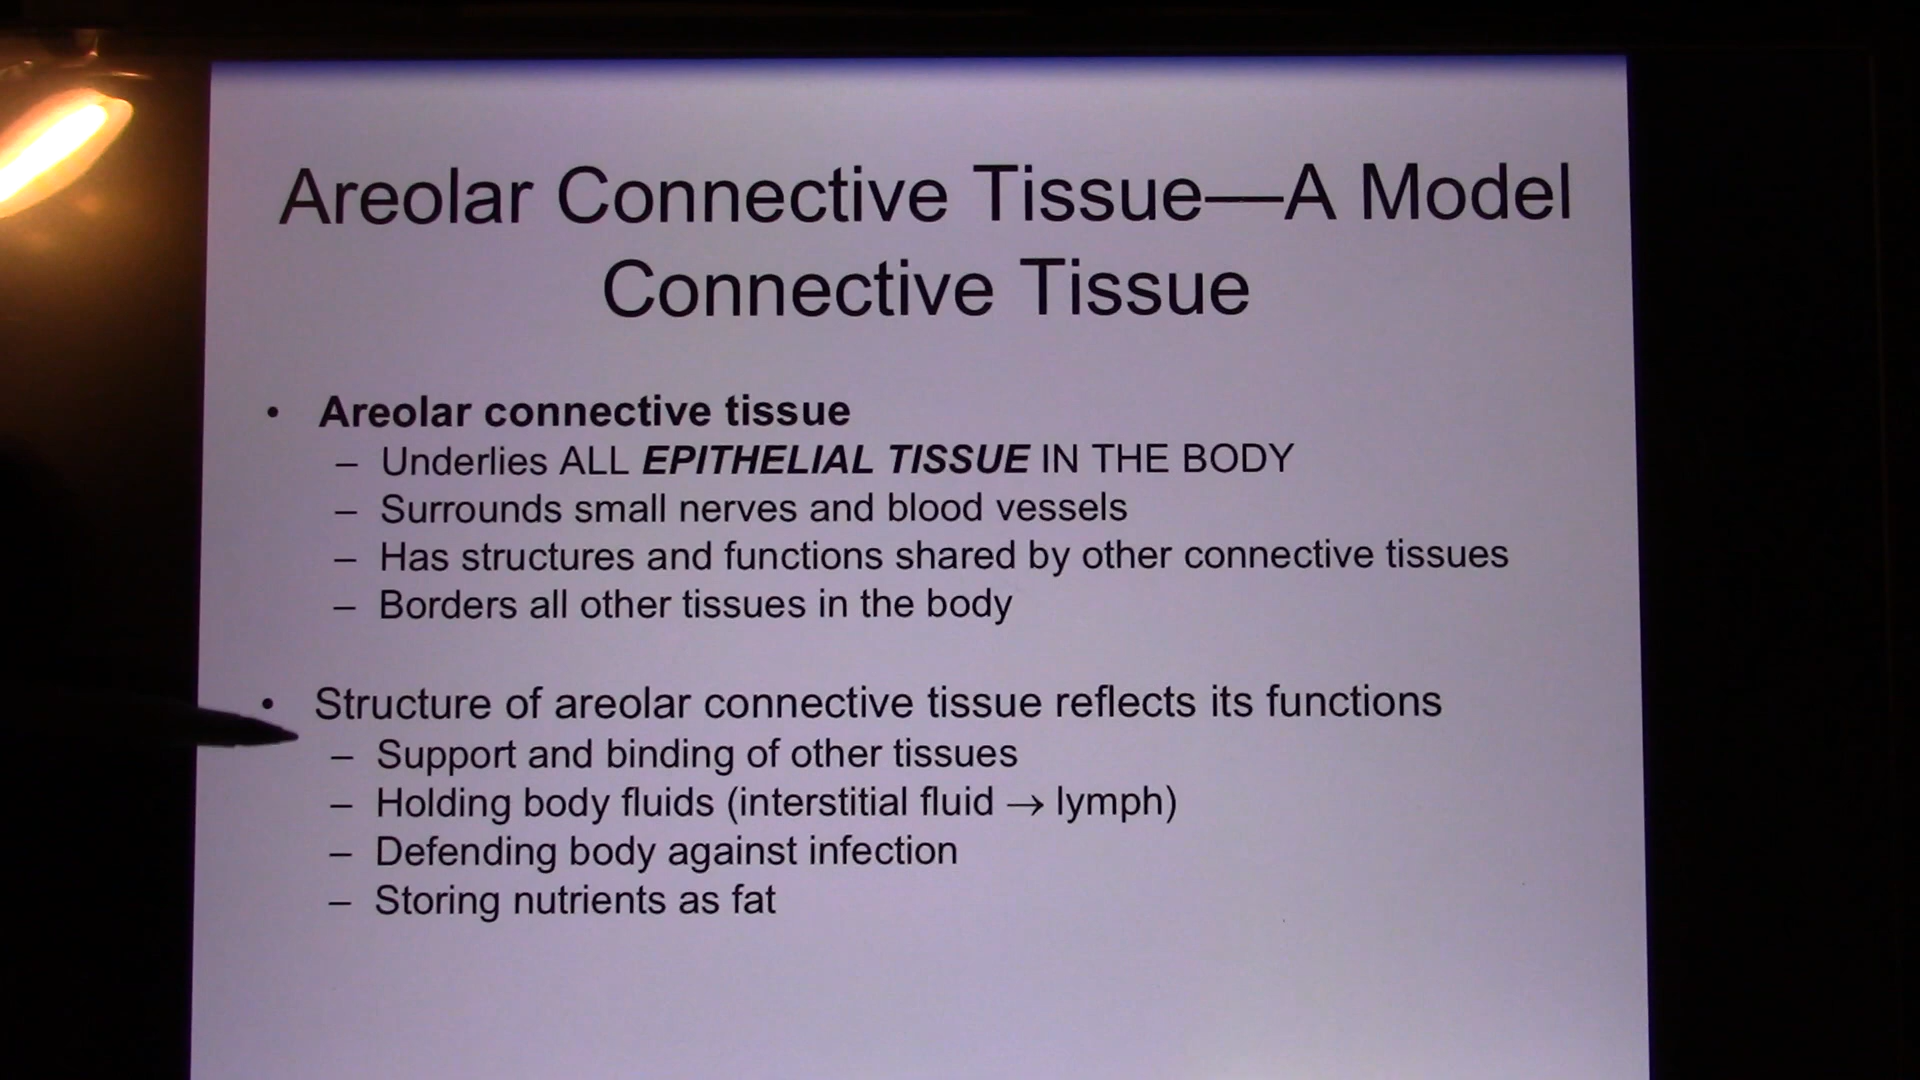 Areolar Connective Tissue—A Model
Connective Tissue
• Areolar connective tissue
– Underlies ALL EPITHELIAL TISSUE IN THE BODY
– Surrounds small nerves and blood vessels
– Has structures and functions shared by other connective tissues
– Borders all other tissues in the body
• Structure of areolar connective tissue reflects its functions
– Support and binding of other tissues
– Holding body fluids (interstitial fluid → lymph)
– Defending body against infection
– Storing nutrients as fat